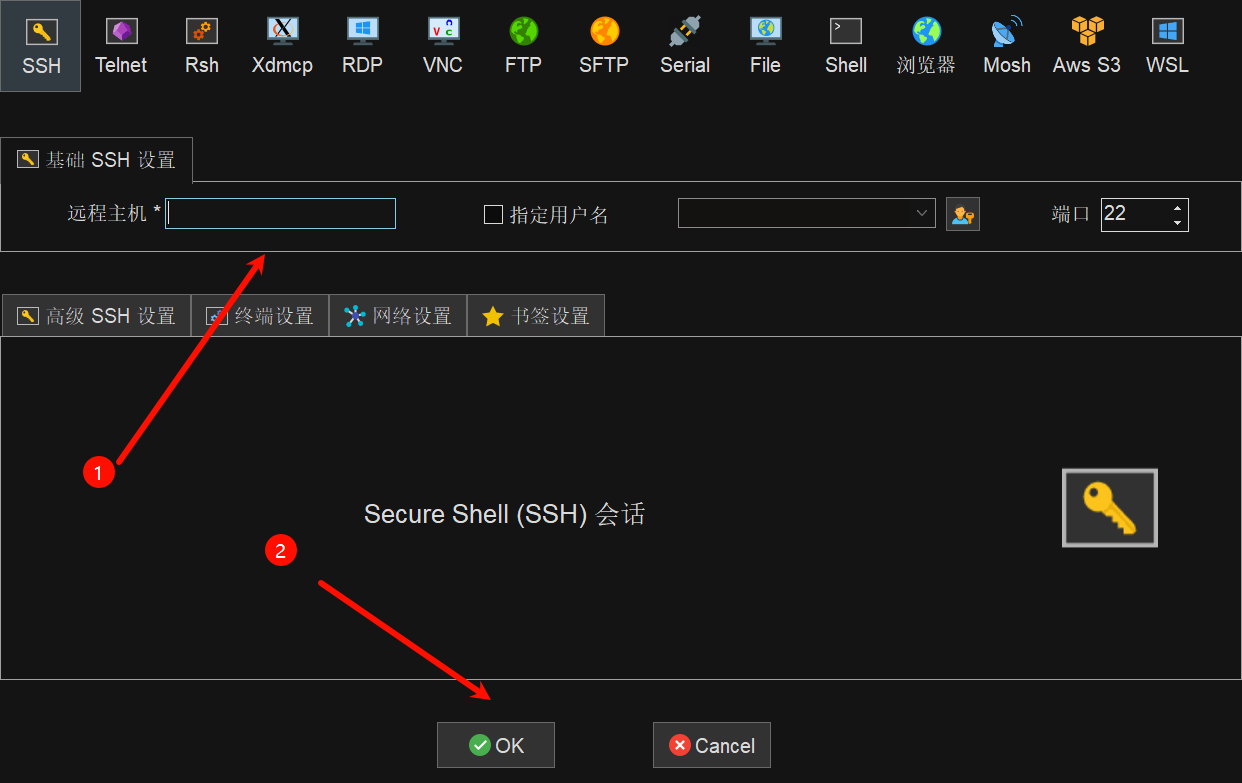 SSH Telnet Rsh Xdmcp RDP VNC FTP SFTP Serial File Shell 浏览器 Mosh Aws S3 WSL
基础 SSH 设置
远程主机 * 指定用户名 端口 22
高级 SSH 设置 终端设置 网络设置 书签设置
1
Secure Shell (SSH) 会话
2
OK Cancel